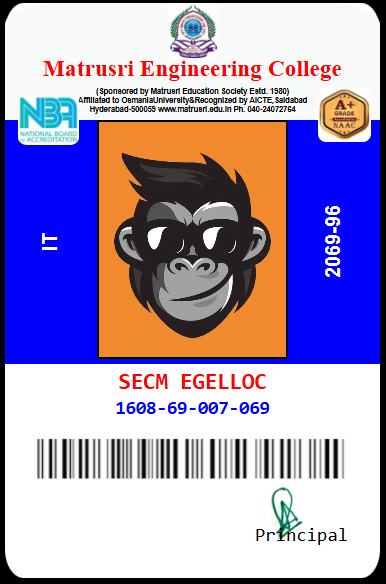 Matrusri Engineering College
(Sponsored by Matrusri Education Society Estd. 1980)
Affiliated to OsmaniaUniversity&Recognized by AICTE,Saidabad
Hyderabad-500059 www.matrusri.edu.in Ph. 040-24072764
NBA
NATIONAL BOARD
of ACCREDITATION
A+
GRADE
NAAC
IT
2069-96
SECM EGELLOC
1608-69-007-069
Principal